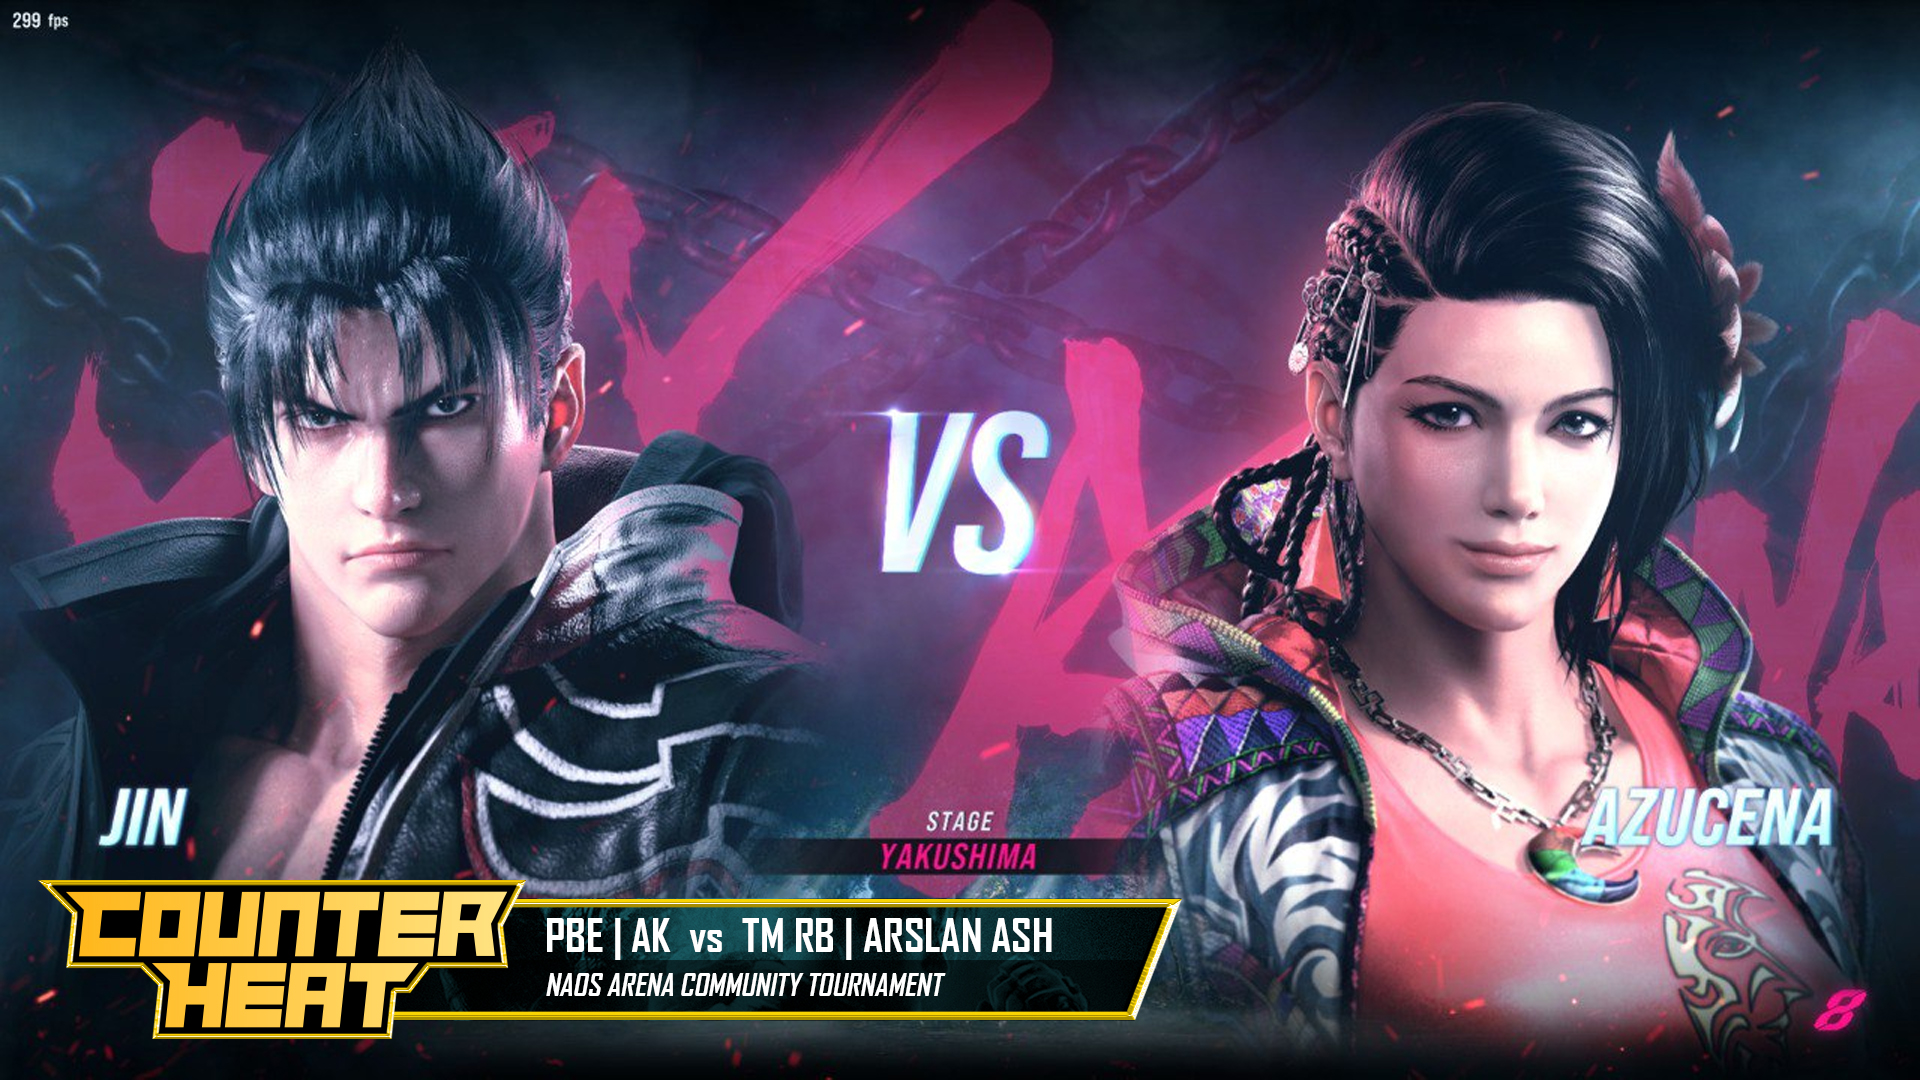 299 fps
VS
JIN
AZUCENA
STAGE
YAKUSHIMA
COUNTER
HEAT
PBE | AK vs TM RB | ARSLAN ASH
NAOS ARENA COMMUNITY TOURNAMENT
8